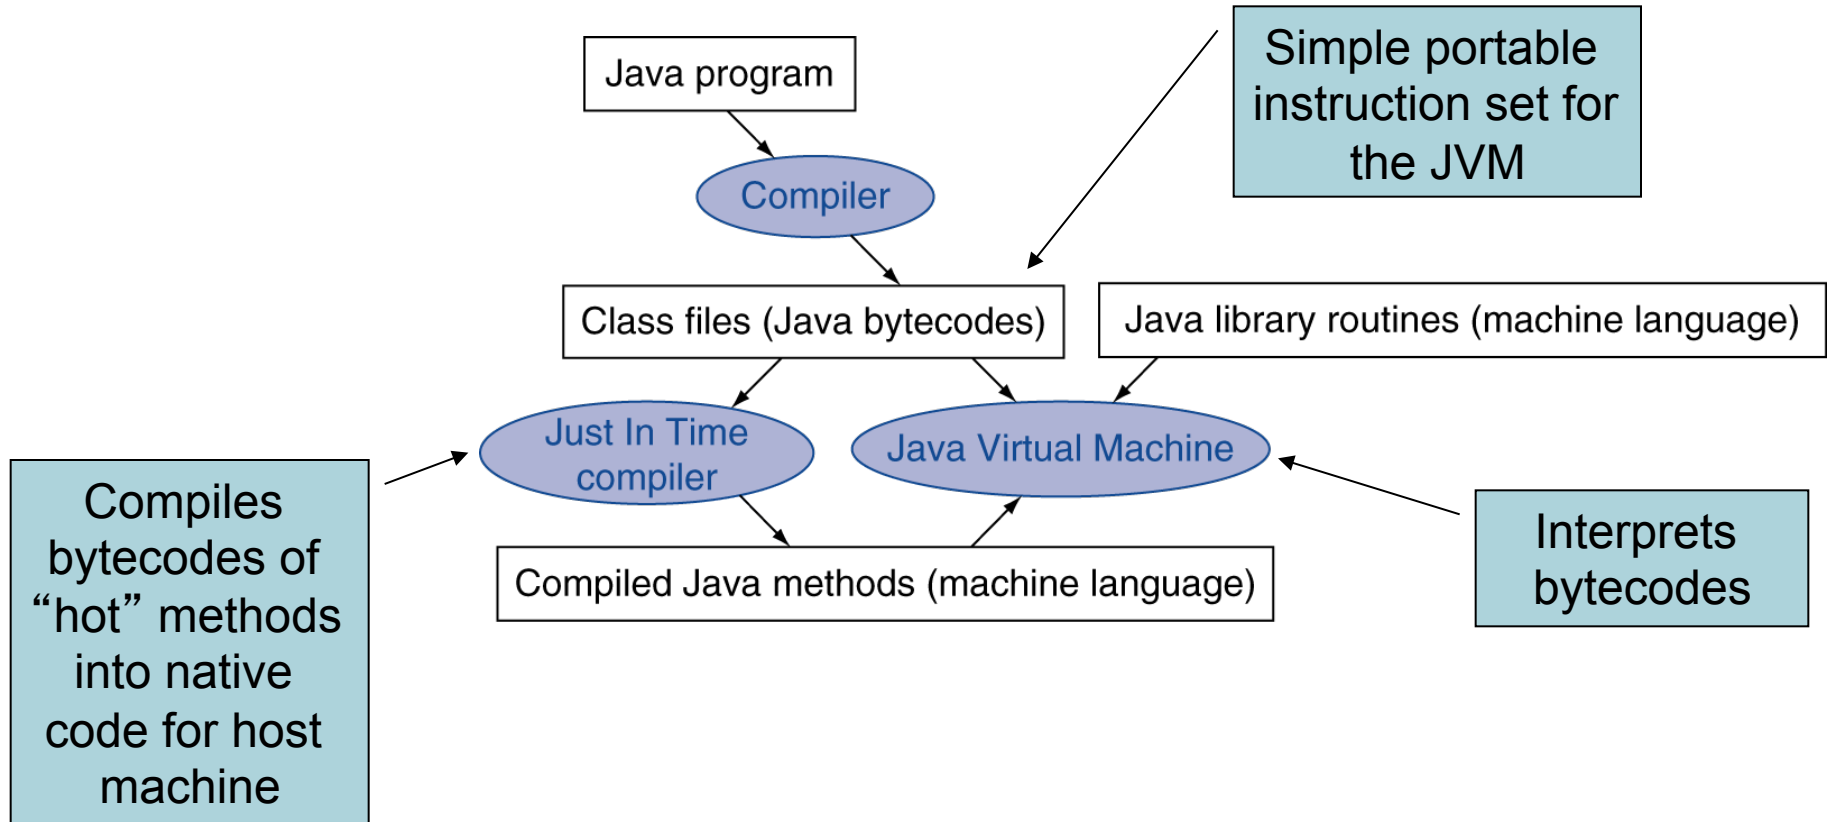 Java program
Simple portable
instruction set for
the JVM
Compiler
Class files (Java bytecodes)
Java library routines (machine language)
Just In Time
compiler
Java Virtual Machine
Compiles
bytecodes of
“hot” methods
into native
code for host
machine
Interprets
bytecodes
Compiled Java methods (machine language)